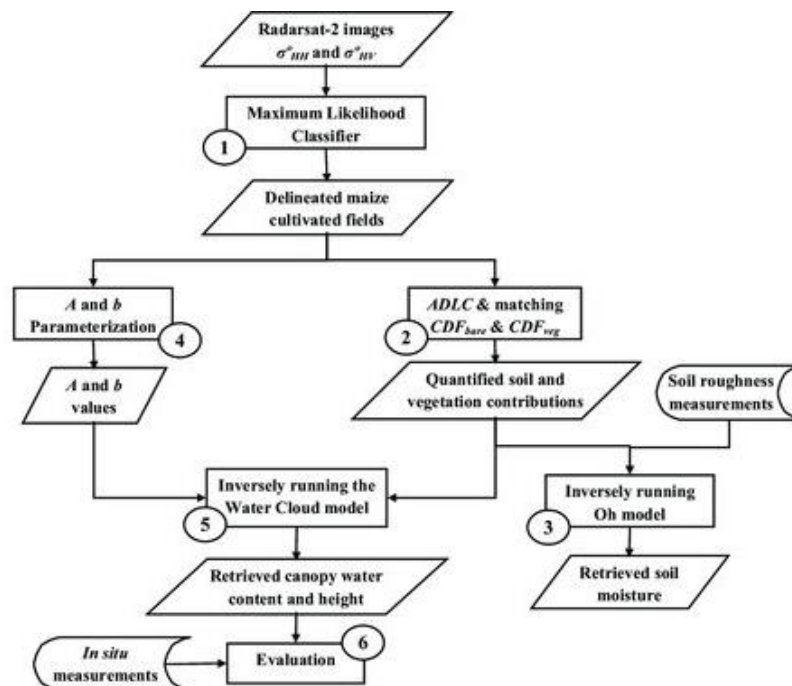 Radarsat-2 images
σ°HH and σ°HV
Maximum Likelihood
Classifier
1
Delineated maize
cultivated fields
A and b
Parameterization
4
ADLC & matching
CDFbare & CDFveg
2
A and b
values
Quantified soil and
vegetation contributions
Soil roughness
measurements
Inversely running the
Water Cloud model
5
Inversely running
Oh model
3
Retrieved canopy water
content and height
Retrieved soil
moisture
6
In situ
measurements
Evaluation